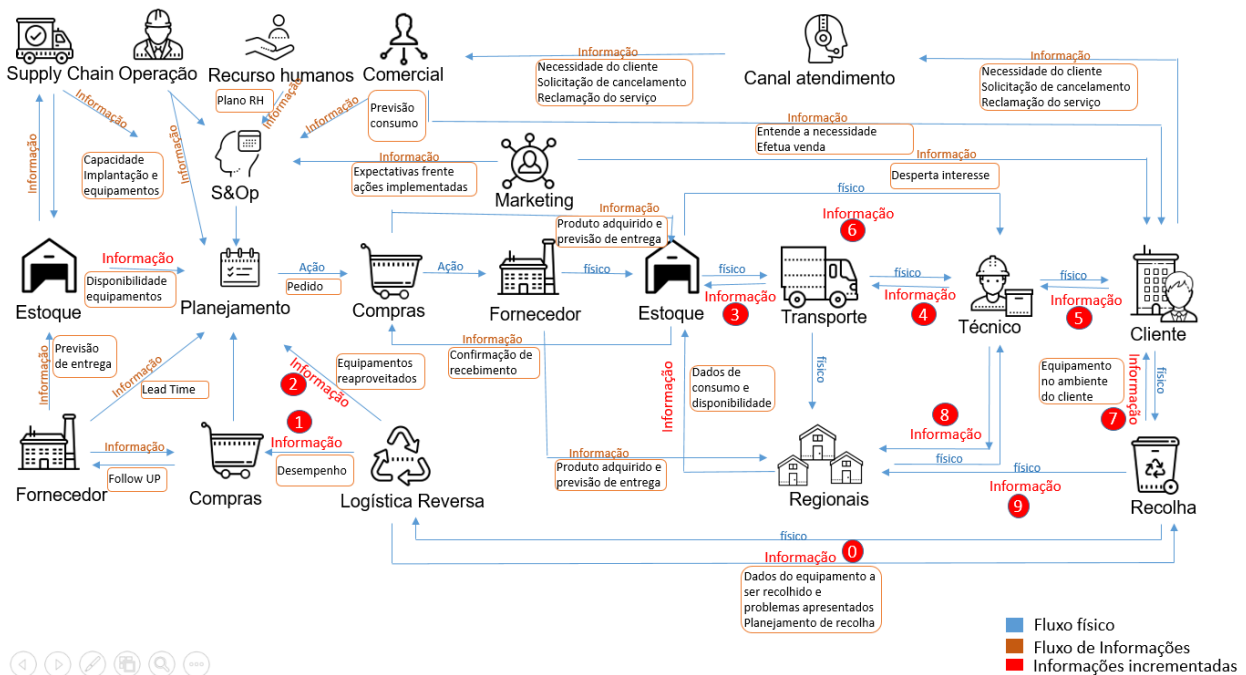 Supply Chain
Operação
Recurso humanos
Comercial
Canal atendimento
Informação
Necessidade do cliente
Solicitação de cancelamento
Reclamação do serviço
Informação
Necessidade do cliente
Solicitação de cancelamento
Reclamação do serviço
Informação
Plano RH
Informação
Informação
Previsão
consumo
Informação
Entende a necessidade
Efetua venda
Informação
Informação
Capacidade
Implantação e
equipamentos
S&Op
Informação
Expectativas frente
ações implementadas
Marketing
Informação
Desperta interesse
físico
Informação
Produto adquirido e
previsão de entrega
Informação
6
Estoque
Informação
Disponibilidade
equipamentos
Planejamento
Ação
Pedido
Compras
Ação
Fornecedor
físico
Estoque
físico
Informação
3
Transporte
físico
Informação
4
Técnico
físico
Informação
5
Cliente
Informação
Previsão
de entrega
Informação
Lead Time
2
Informação
Equipamentos
reaproveitados
Informação
Confirmação de
recebimento
Informação
Dados de
consumo e
disponibilidade
físico
Equipamento
no ambiente
do cliente
Informação
7
físico
Fornecedor
Informação
Follow UP
Compras
1
Informação
Desempenho
Logística Reversa
Informação
Produto adquirido e
previsão de entrega
Regionais
8
Informação
físico
físico
Informação
9
Recolha
físico
Informação
0
Dados do equipamento a
ser recolhido e
problemas apresentados
Planejamento de recolha
Fluxo físico
Fluxo de Informações
Informações incrementadas